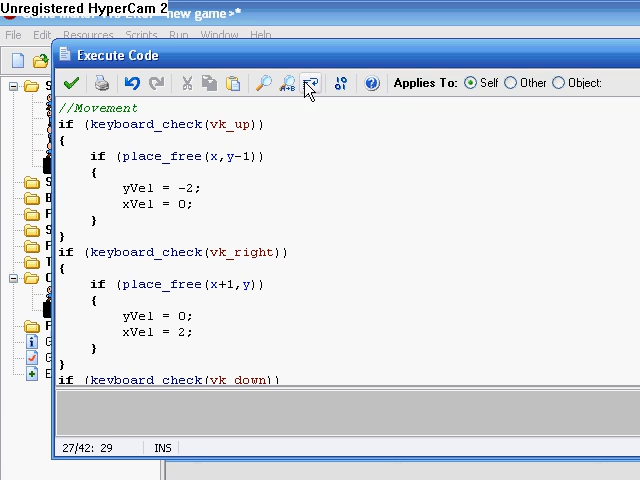 Unregistered HyperCam 2
new game>*
File Edit Resources Scripts Run Window Help
Execute Code
Applies To: Self Other Object:
//Movement
if (keyboard_check(vk_up))
{
if (place_free(x,y-1))
{
yVel = -2;
xVel = 0;
}
}
if (keyboard_check(vk_right))
{
if (place_free(x+1,y))
{
yVel = 0;
xVel = 2;
}
}
if (keyboard_check(vk_down))
27/42: 29 INS